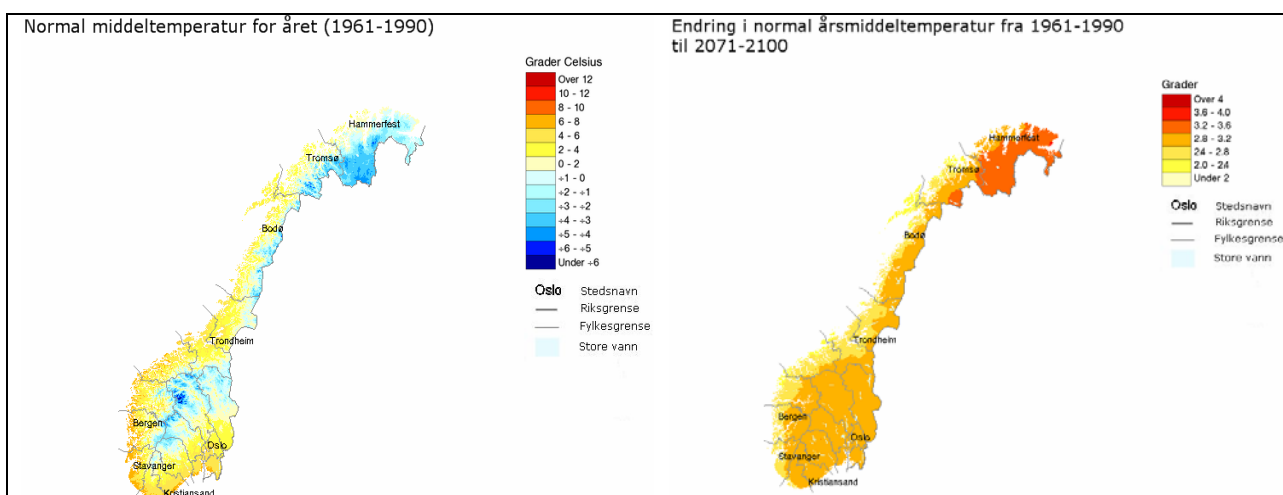 Normal middeltemperatur for året (1961-1990)
Grader Celsius
Over 12
10 - 12
8 - 10
6 - 8
4 - 6
2 - 4
0 - 2
÷1 - 0
÷2 - ÷1
÷3 - ÷2
÷4 - ÷3
÷5 - ÷4
÷6 - ÷5
Under ÷6
Oslo Stedsnavn
Riksgrense
Fylkesgrense
Store vann
Hammerfest
Tromsø
Bodø
Trondheim
Bergen
Oslo
Stavanger
Kristiansand
Endring i normal årsmiddeltemperatur fra 1961-1990
til 2071-2100
Grader
Over 4
3.6 - 4.0
3.2 - 3.6
2.8 - 3.2
24 - 2.8
2.0 - 24
Under 2
Oslo Stedsnavn
Riksgrense
Fylkesgrense
Store vann
Hammerfest
Tromsø
Bodø
Trondheim
Bergen
Oslo
Stavanger
Kristiansand